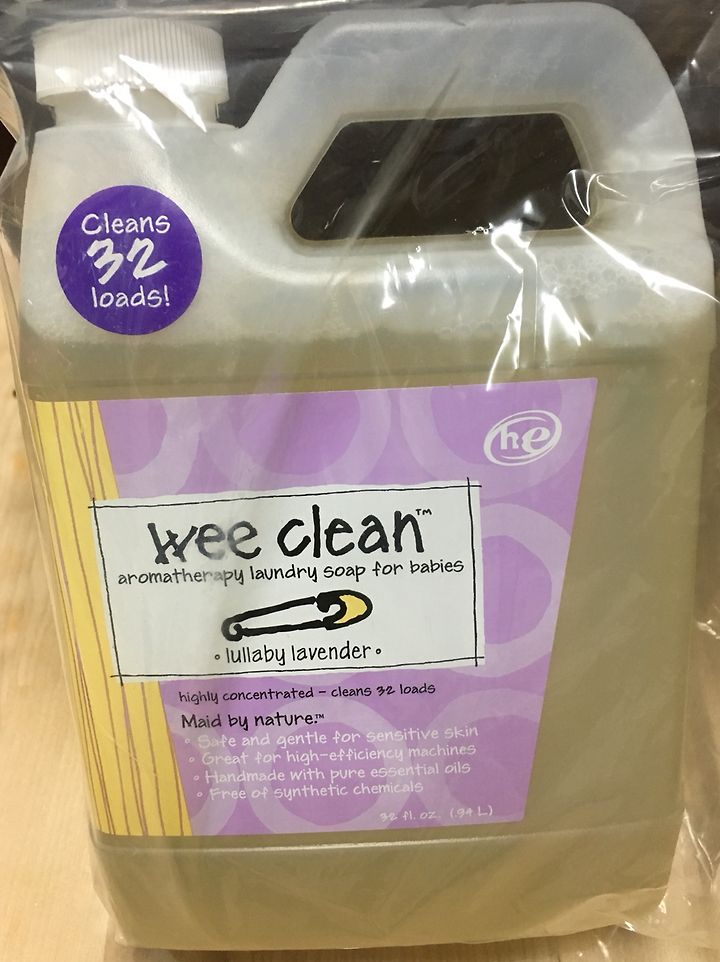 Cleans
32
loads!
he
wee clean™
aromatherapy laundry soap for babies
• lullaby lavender •
highly concentrated - cleans 32 loads
Maid by nature.™
• Safe and gentle for sensitive skin
• Great for high-efficiency machines
• Handmade with pure essential oils
• Free of synthetic chemicals
32 fl. oz. (.94 L)